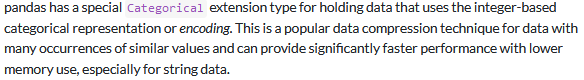 pandas has a special Categorical extension type for holding data that uses the integer-based
categorical representation or encoding. This is a popular data compression technique for data with
many occurrences of similar values and can provide significantly faster performance with lower
memory use, especially for string data.